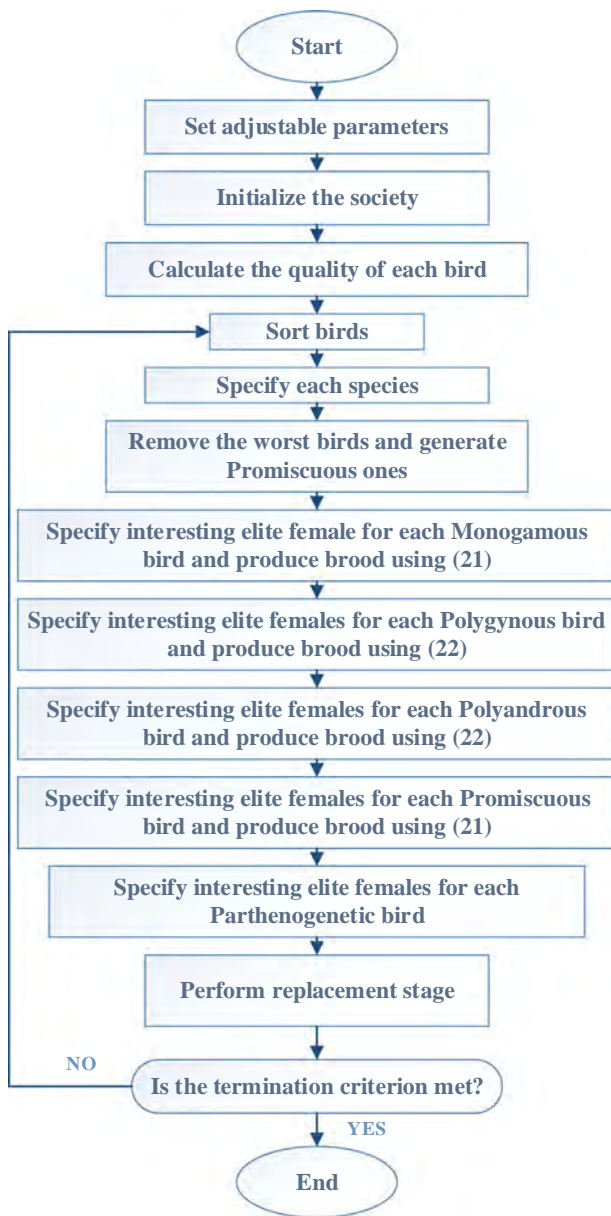 Start
Set adjustable parameters
Initialize the society
Calculate the quality of each bird
Sort birds
Specify each species
Remove the worst birds and generate
Promiscuous ones
Specify interesting elite female for each Monogamous
bird and produce brood using (21)
Specify interesting elite females for each Polygynous bird
and produce brood using (22)
Specify interesting elite females for each Polyandrous
bird and produce brood using (22)
Specify interesting elite females for each Promiscuous
bird and produce brood using (21)
Specify interesting elite females for each
Parthenogenetic bird
Perform replacement stage
NO
Is the termination criterion met?
YES
End